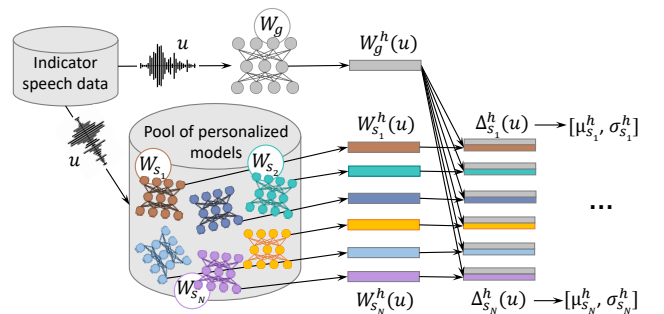 W_g
u
W_g^h(u)
Indicator
speech data
u
Pool of personalized
models
W_{s_1}
W_{s_2}
W_{s_N}
W_{s_1}^h(u)
Δ_{s_1}^h(u)
[μ_{s_1}^h, σ_{s_1}^h]
...
W_{s_N}^h(u)
Δ_{s_N}^h(u)
[μ_{s_N}^h, σ_{s_N}^h]